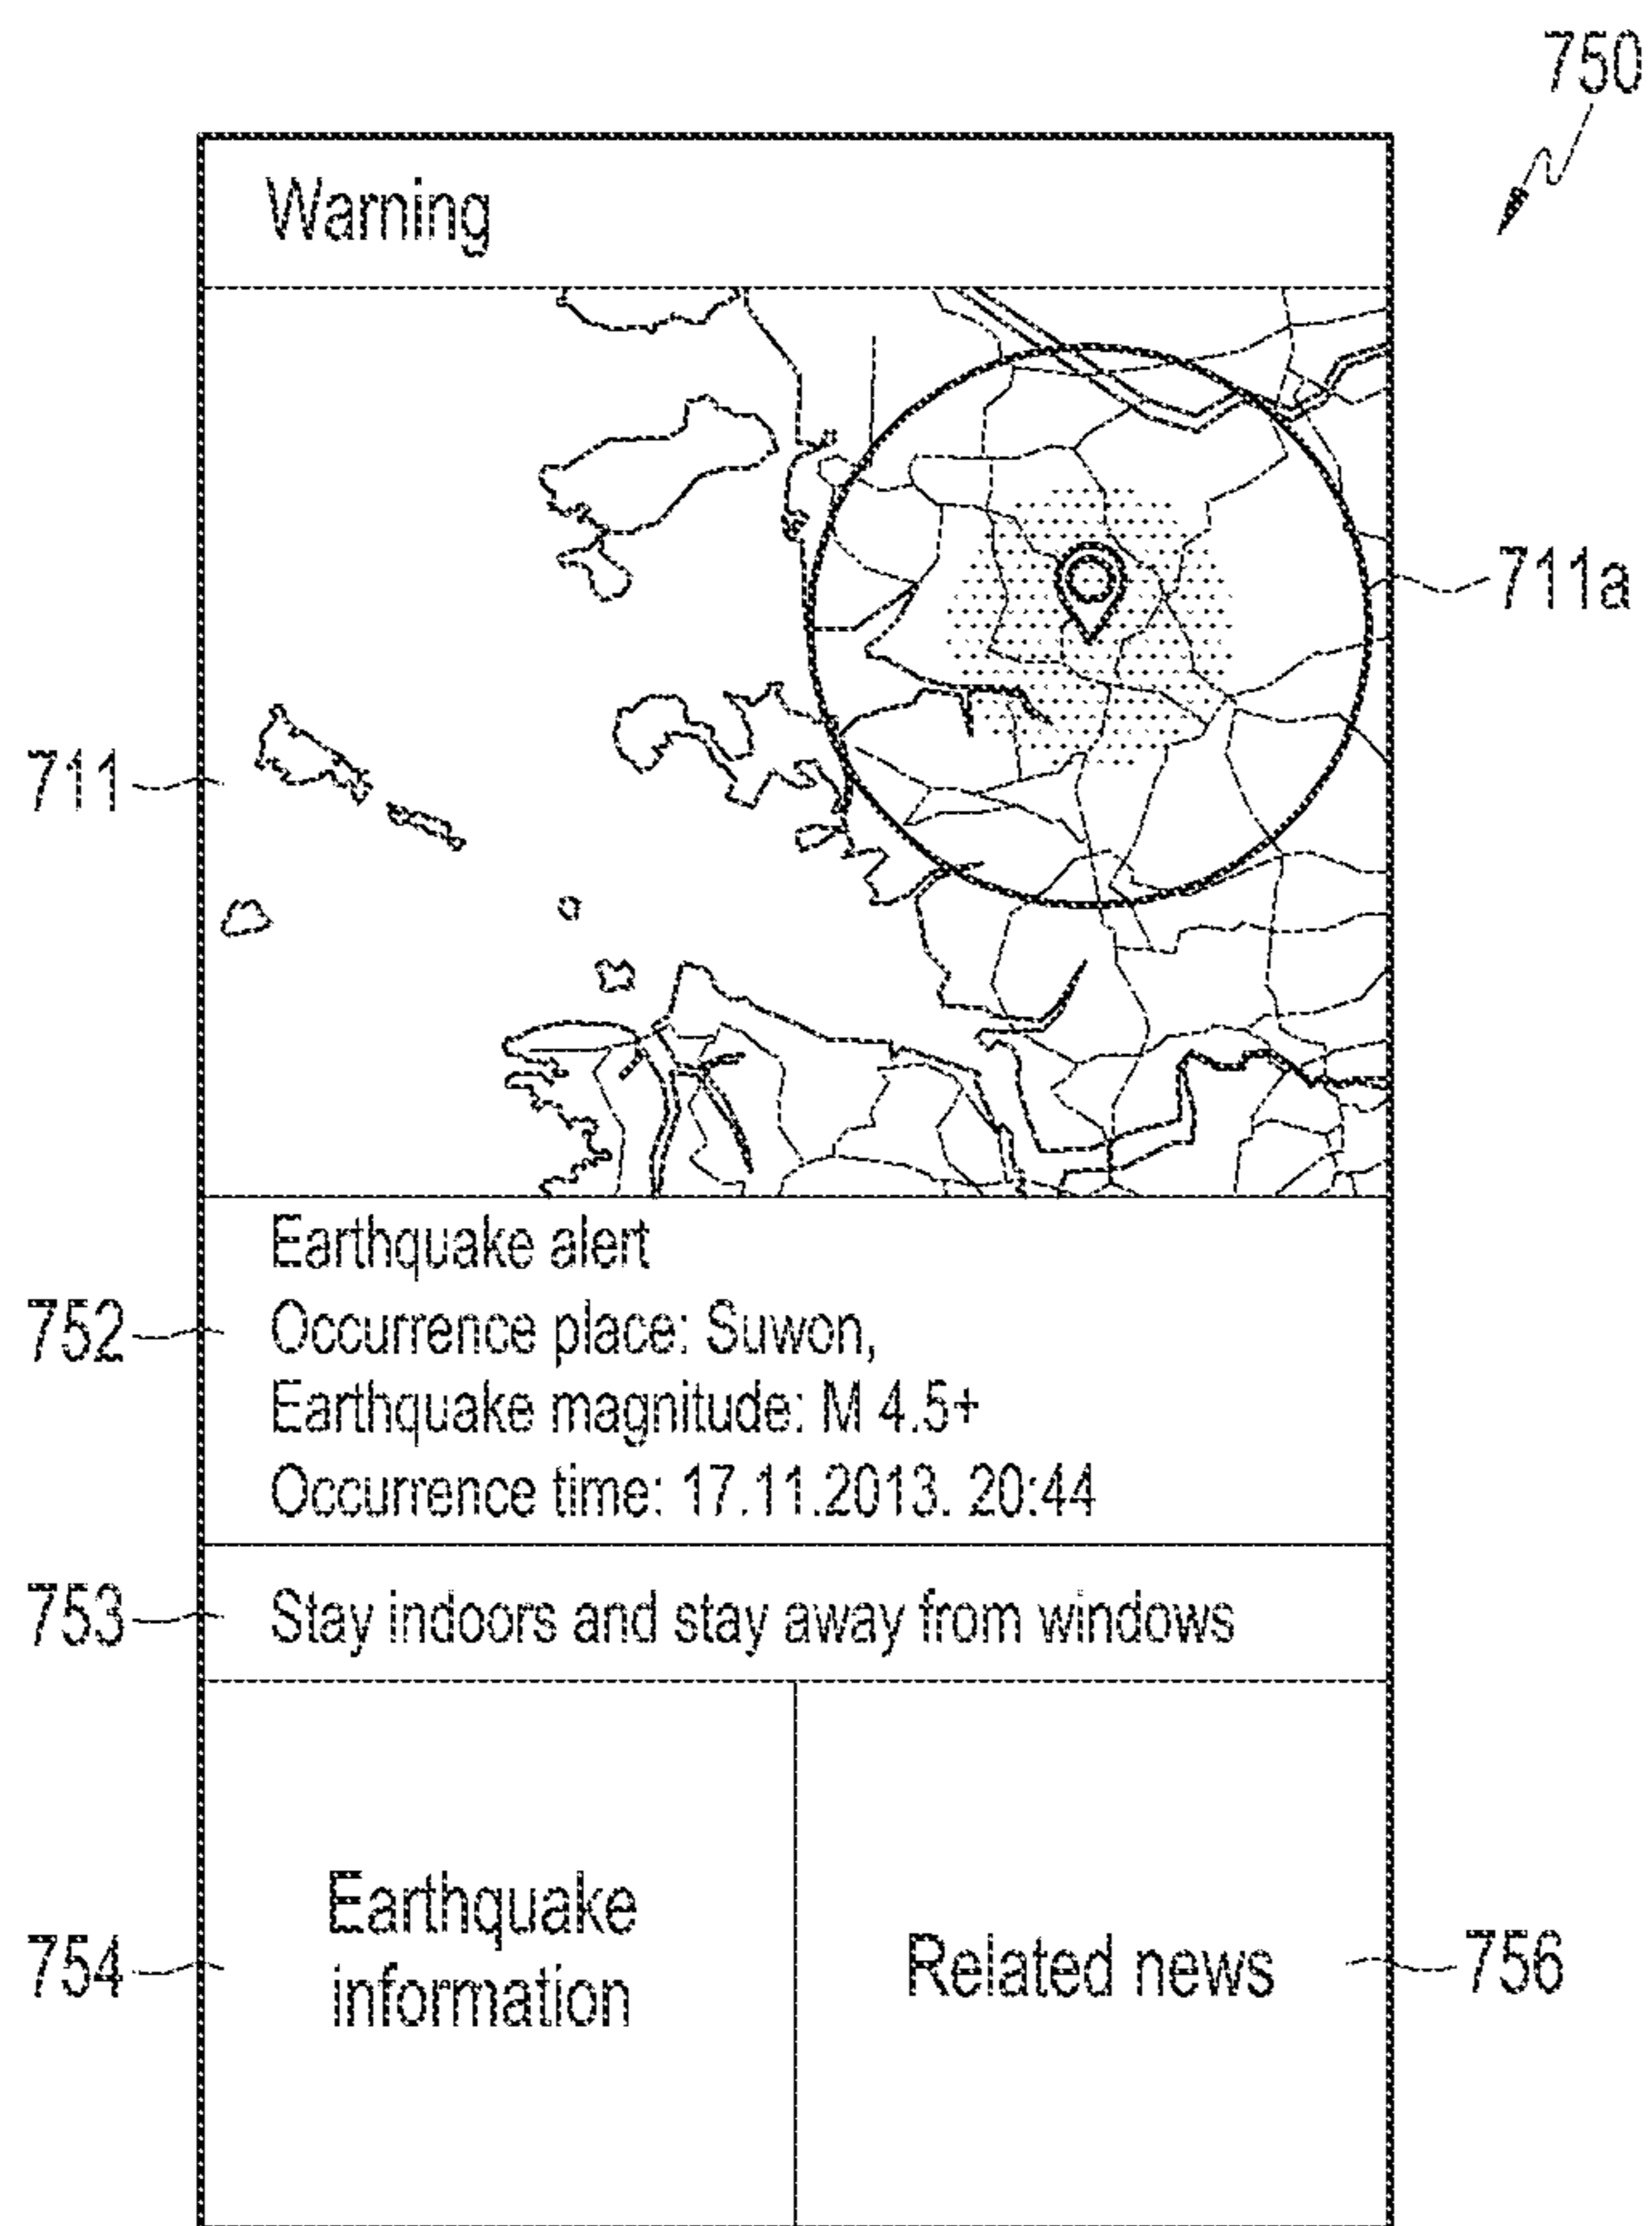 750
Warning
711a
711
Earthquake alert
752
Occurrence place: Suwon,
Earthquake magnitude: M 4.5+
Occurrence time: 17.11.2013. 20:44
753
Stay indoors and stay away from windows
754
Earthquake
information
Related news
756